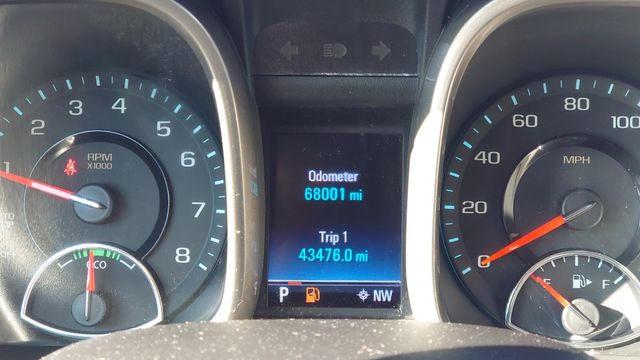 Odometer
68001 mi
Trip 1
43476.0 mi
P NW
1 2 3 4 5 6 7 8
RPM
X1000
eco
0 20 40 60 80 100
MPH
F